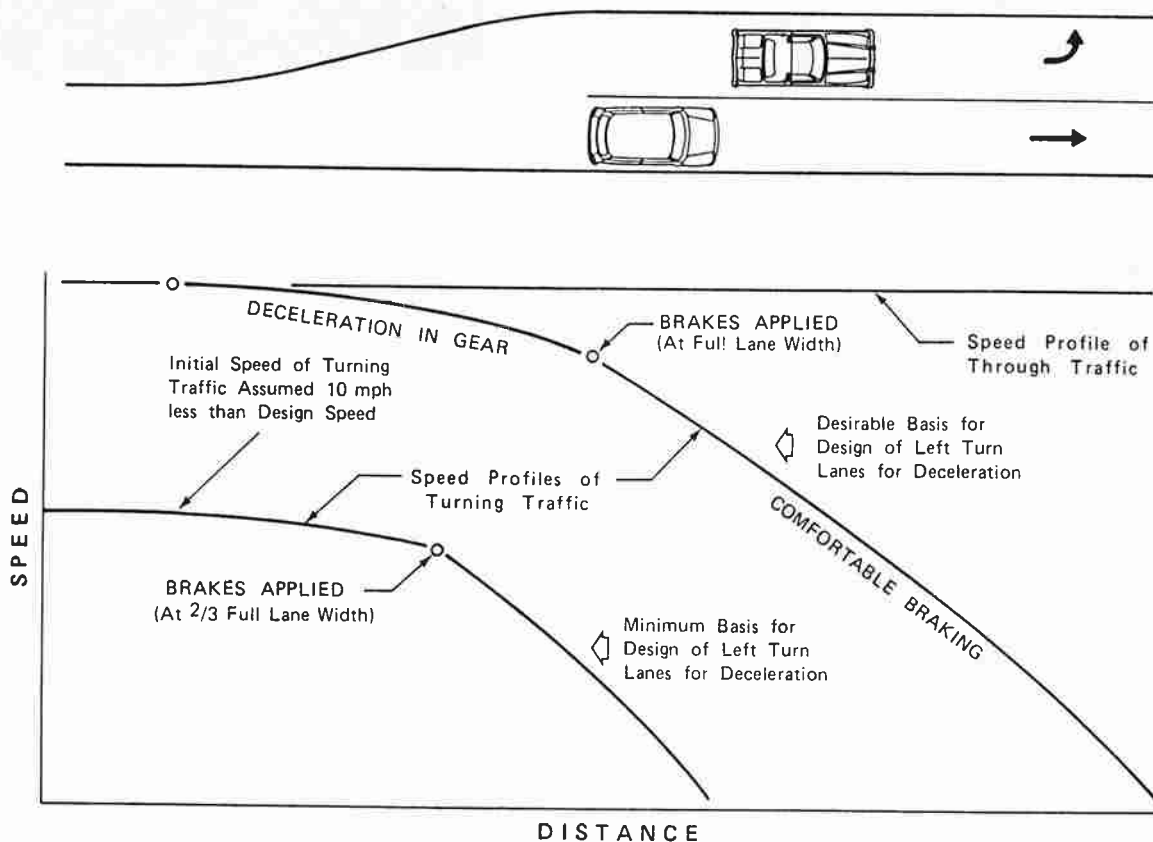 DECELERATION IN GEAR
BRAKES APPLIED
(At Full Lane Width)
Speed Profile of
Through Traffic
Initial Speed of Turning
Traffic Assumed 10 mph
less than Design Speed
Desirable Basis for
Design of Left Turn
Lanes for Deceleration
Speed Profiles of
Turning Traffic
COMFORTABLE BRAKING
SPEED
BRAKES APPLIED
(At 2/3 Full Lane Width)
Minimum Basis for
Design of Left Turn
Lanes for Deceleration
DISTANCE